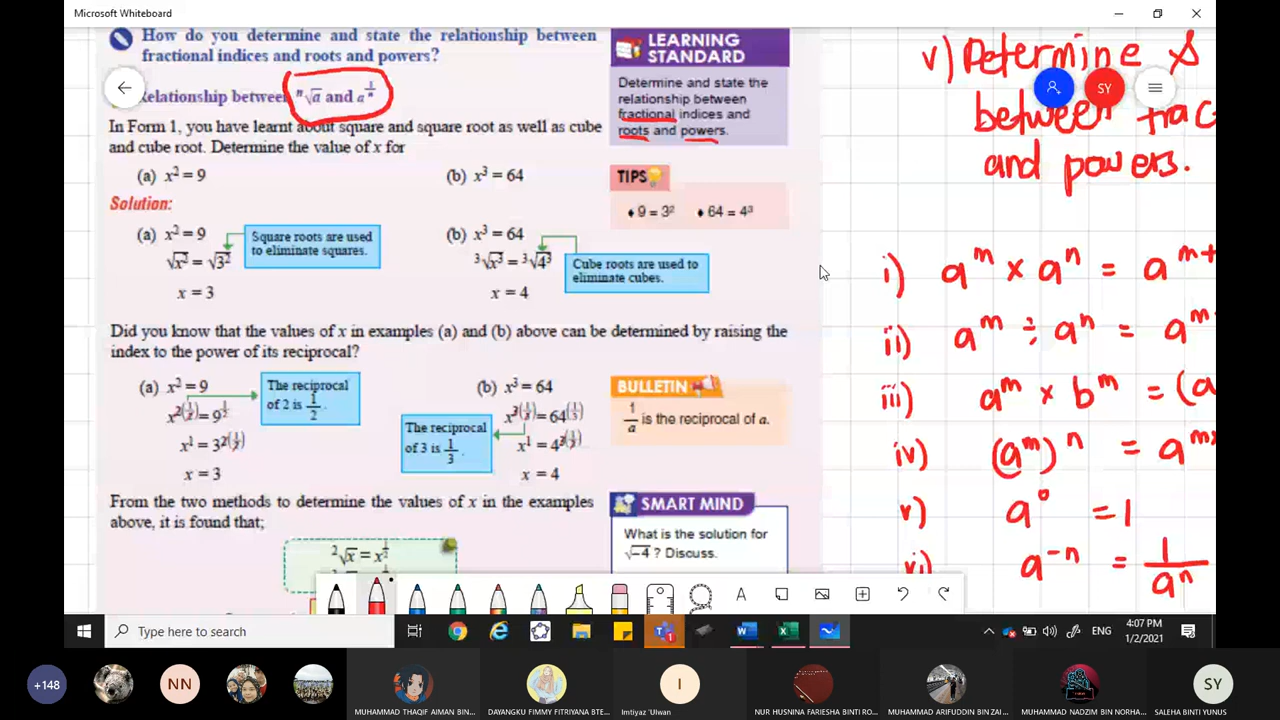 Microsoft Whiteboard
How do you determine and state the relationship between
fractional indices and roots and powers?
Relationship between ⁿ√a and a^(1/n)
In Form 1, you have learnt about square and square root as well as cube
and cube root. Determine the value of x for
(a) x² = 9
(b) x³ = 64
Solution:
(a) x² = 9
√x² = √3²
x = 3
Square roots are used
to eliminate squares.
(b) x³ = 64
³√x³ = ³√4³
x = 4
Cube roots are used to
eliminate cubes.
Did you know that the values of x in examples (a) and (b) above can be determined by raising the
index to the power of its reciprocal?
(a) x² = 9
x^2(1/2) = 9^(1/2)
x¹ = 3^2(1/2)
x = 3
The reciprocal
of 2 is 1/2.
(b) x³ = 64
x^3(1/3) = 64^(1/3)
x¹ = 4^3(1/3)
x = 4
The reciprocal
of 3 is 1/3.
From the two methods to determine the values of x in the examples
above, it is found that;
²√x = x^(1/2)
LEARNING
STANDARD
Determine and state the
relationship between
fractional indices and
roots and powers.
TIPS
♦ 9 = 3² ♦ 64 = 4³
BULLETIN
1/a is the reciprocal of a.
SMART MIND
What is the solution for
√−4 ? Discuss.
v) Determine &
between frac
and powers.
SY
i) a^m × a^n = a^m+
ii) a^m ÷ a^n = a^m
iii) a^m × b^m = (a
iv) (a^m)^n = a^m×
v) a⁰ = 1
vi) a^−n = 1/a^n
A
Type here to search
ENG
4:07 PM
1/2/2021
+148
NN
I
SY
MUHAMMAD THAQIF AIMAN BIN...
DAYANGKU FIMMY FITRIYANA BTE...
Imtiyaz 'Ulwan
NUR HUSNINA FARIESHA BINTI RO...
MUHAMMAD ARIFUDDIN BIN ZAI...
MUHAMMAD NADZIM BIN NORHA...
SALEHA BINTI YUNUS